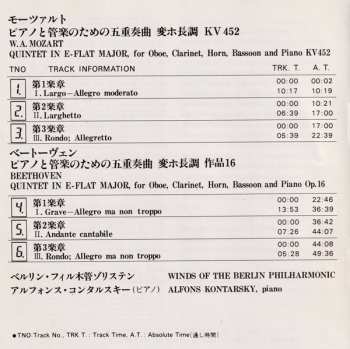 モーツァルト
ピアノと管楽のための五重奏曲 変ホ長調 KV452
W. A. MOZART
QUINTET IN E-FLAT MAJOR, for Oboe, Clarinet, Horn, Bassoon and Piano KV452
TNO TRACK INFORMATION TRK. T. A. T.
第1楽章 00:00 00:02
1. I. Largo—Allegro moderato 10:17 10:19
第2楽章 00:00 10:21
2. II. Larghetto 06:39 17:00
第3楽章 00:00 17:00
3. III. Rondo; Allegretto 05:39 22:39
ベートーヴェン
ピアノと管楽のための五重奏曲 変ホ長調 作品16
BEETHOVEN
QUINTET IN E-FLAT MAJOR, for Oboe, Clarinet, Horn, Bassoon and Piano Op.16
第1楽章 00:00 22:46
4. I. Grave—Allegro ma non troppo 13:53 36:39
第2楽章 00:00 36:42
5. II. Andante cantabile 07:26 44:07
第3楽章 00:00 44:08
6. III. Rondo; Allegro ma non troppo 05:28 49:36
ベルリン・フィル木管ゾリステン WINDS OF THE BERLIN PHILHARMONIC
アルフォンス・コンタルスキー(ピアノ) ALFONS KONTARSKY, piano
●TNO:Track No., TRK T.: Track Time, A.T.: Absolute Time(通し時間)